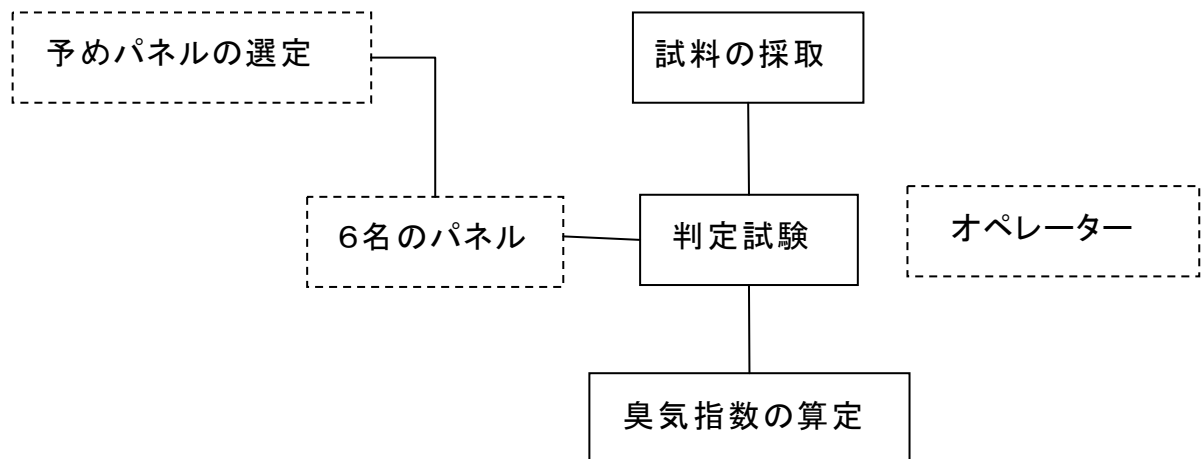 予めパネルの選定
試料の採取
6名のパネル
判定試験
オペレーター
臭気指数の算定